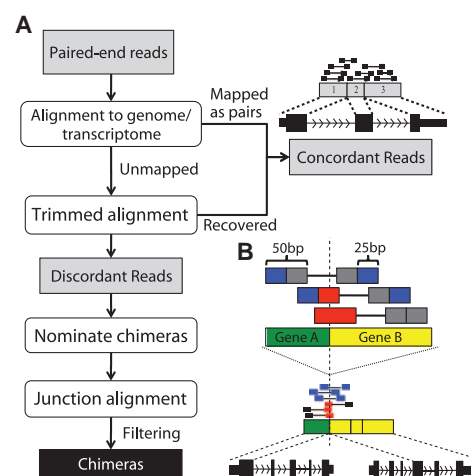 A
Paired-end reads
Alignment to genome/
transcriptome
Mapped
as pairs
1 2 3
Concordant Reads
Unmapped
Trimmed alignment
Recovered
Discordant Reads
Nominate chimeras
Junction alignment
Filtering
Chimeras
B
50bp 25bp
Gene A Gene B